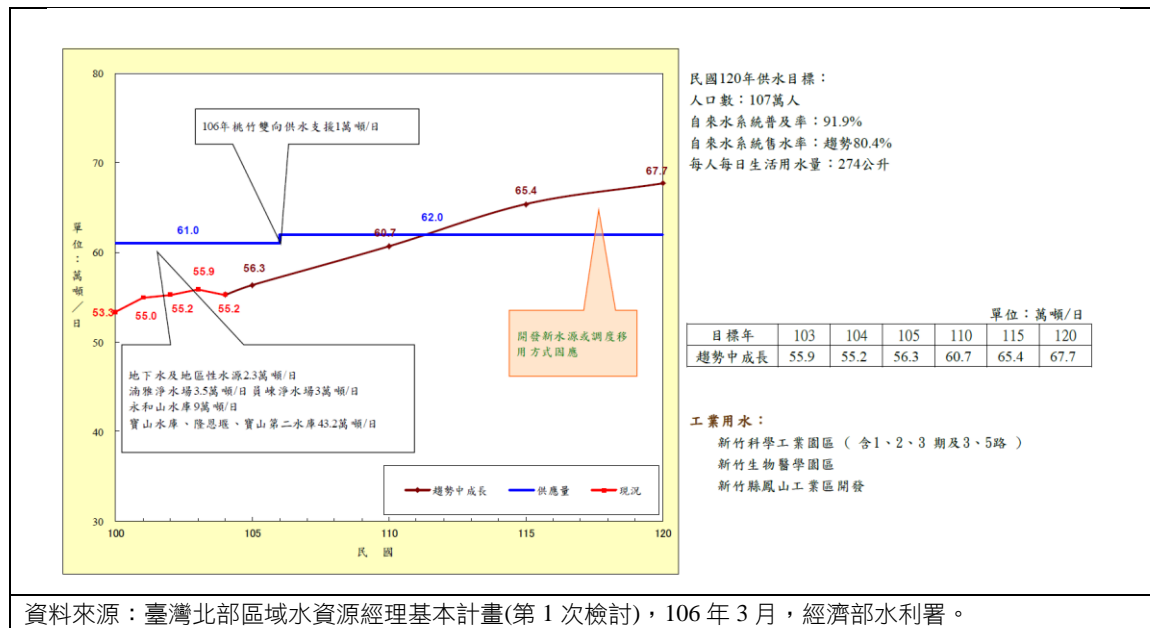 80
70
60
50
40
30
100
105
110
115
120
民國
單位：萬噸／日
106年桃竹雙向供水支援1萬噸/日
61.0
62.0
53.3
55.0
55.2
55.9
55.2
56.3
60.7
65.4
67.7
地下水及地區性水源2.3萬噸/日
湳雅淨水場3.5萬噸/日員崠淨水場3萬噸/日
永和山水庫9萬噸/日
寶山水庫、隆恩堰、寶山第二水庫43.2萬噸/日
開發新水源或調度移
用方式因應
趨勢中成長 供應量 現況
民國120年供水目標：
人口數：107萬人
自來水系統普及率：91.9%
自來水系統售水率：趨勢80.4%
每人每日生活用水量：274公升
單位：萬噸/日
目標年 103 104 105 110 115 120
趨勢中成長 55.9 55.2 56.3 60.7 65.4 67.7
工業用水：
新竹科學工業園區（含1、2、3 期及3、5路）
新竹生物醫學園區
新竹縣鳳山工業區開發
資料來源：臺灣北部區域水資源經理基本計畫(第 1 次檢討)，106 年 3 月，經濟部水利署。